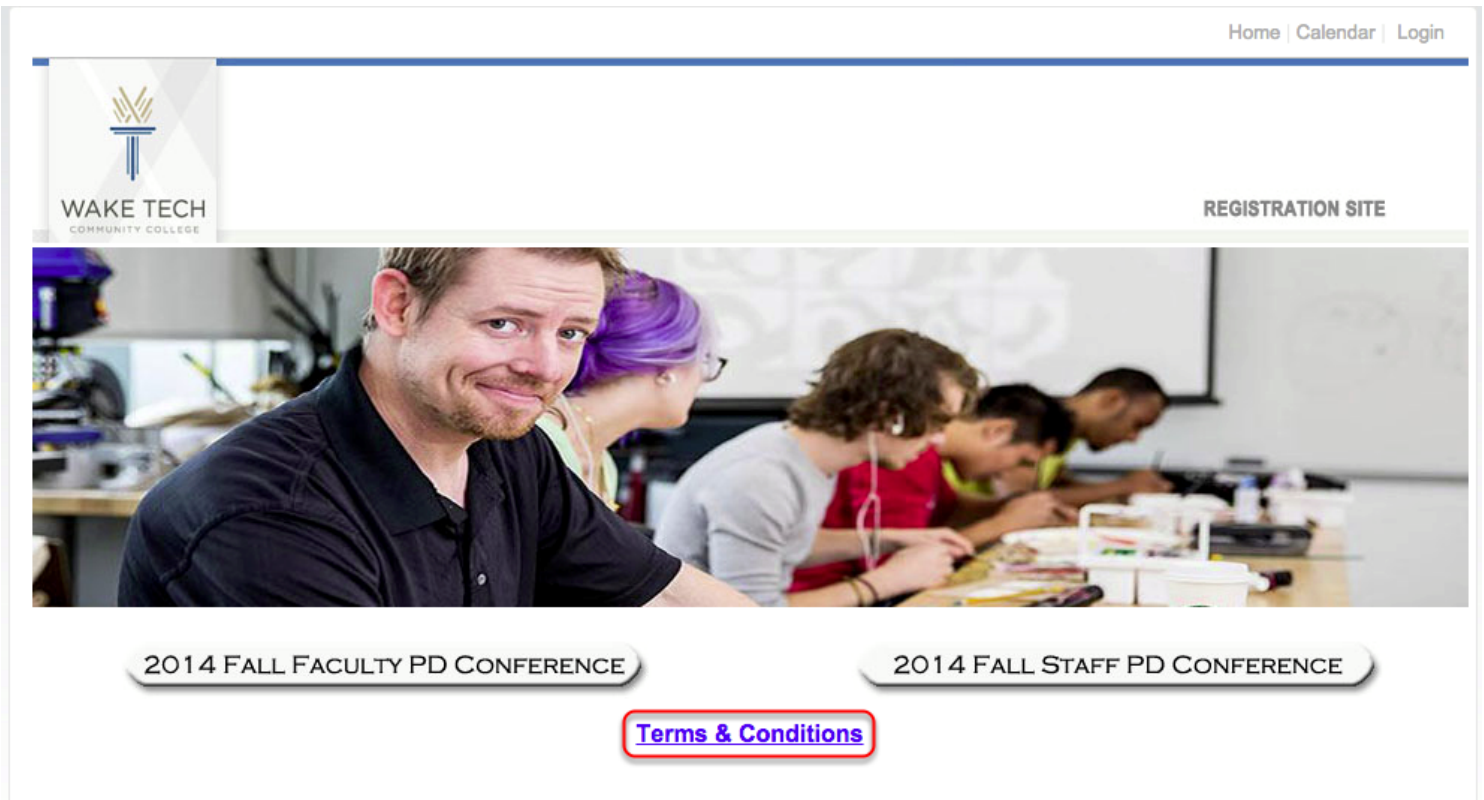 Home | Calendar | Login
WAKE TECH
COMMUNITY COLLEGE
REGISTRATION SITE
2014 FALL FACULTY PD CONFERENCE
2014 FALL STAFF PD CONFERENCE
Terms & Conditions